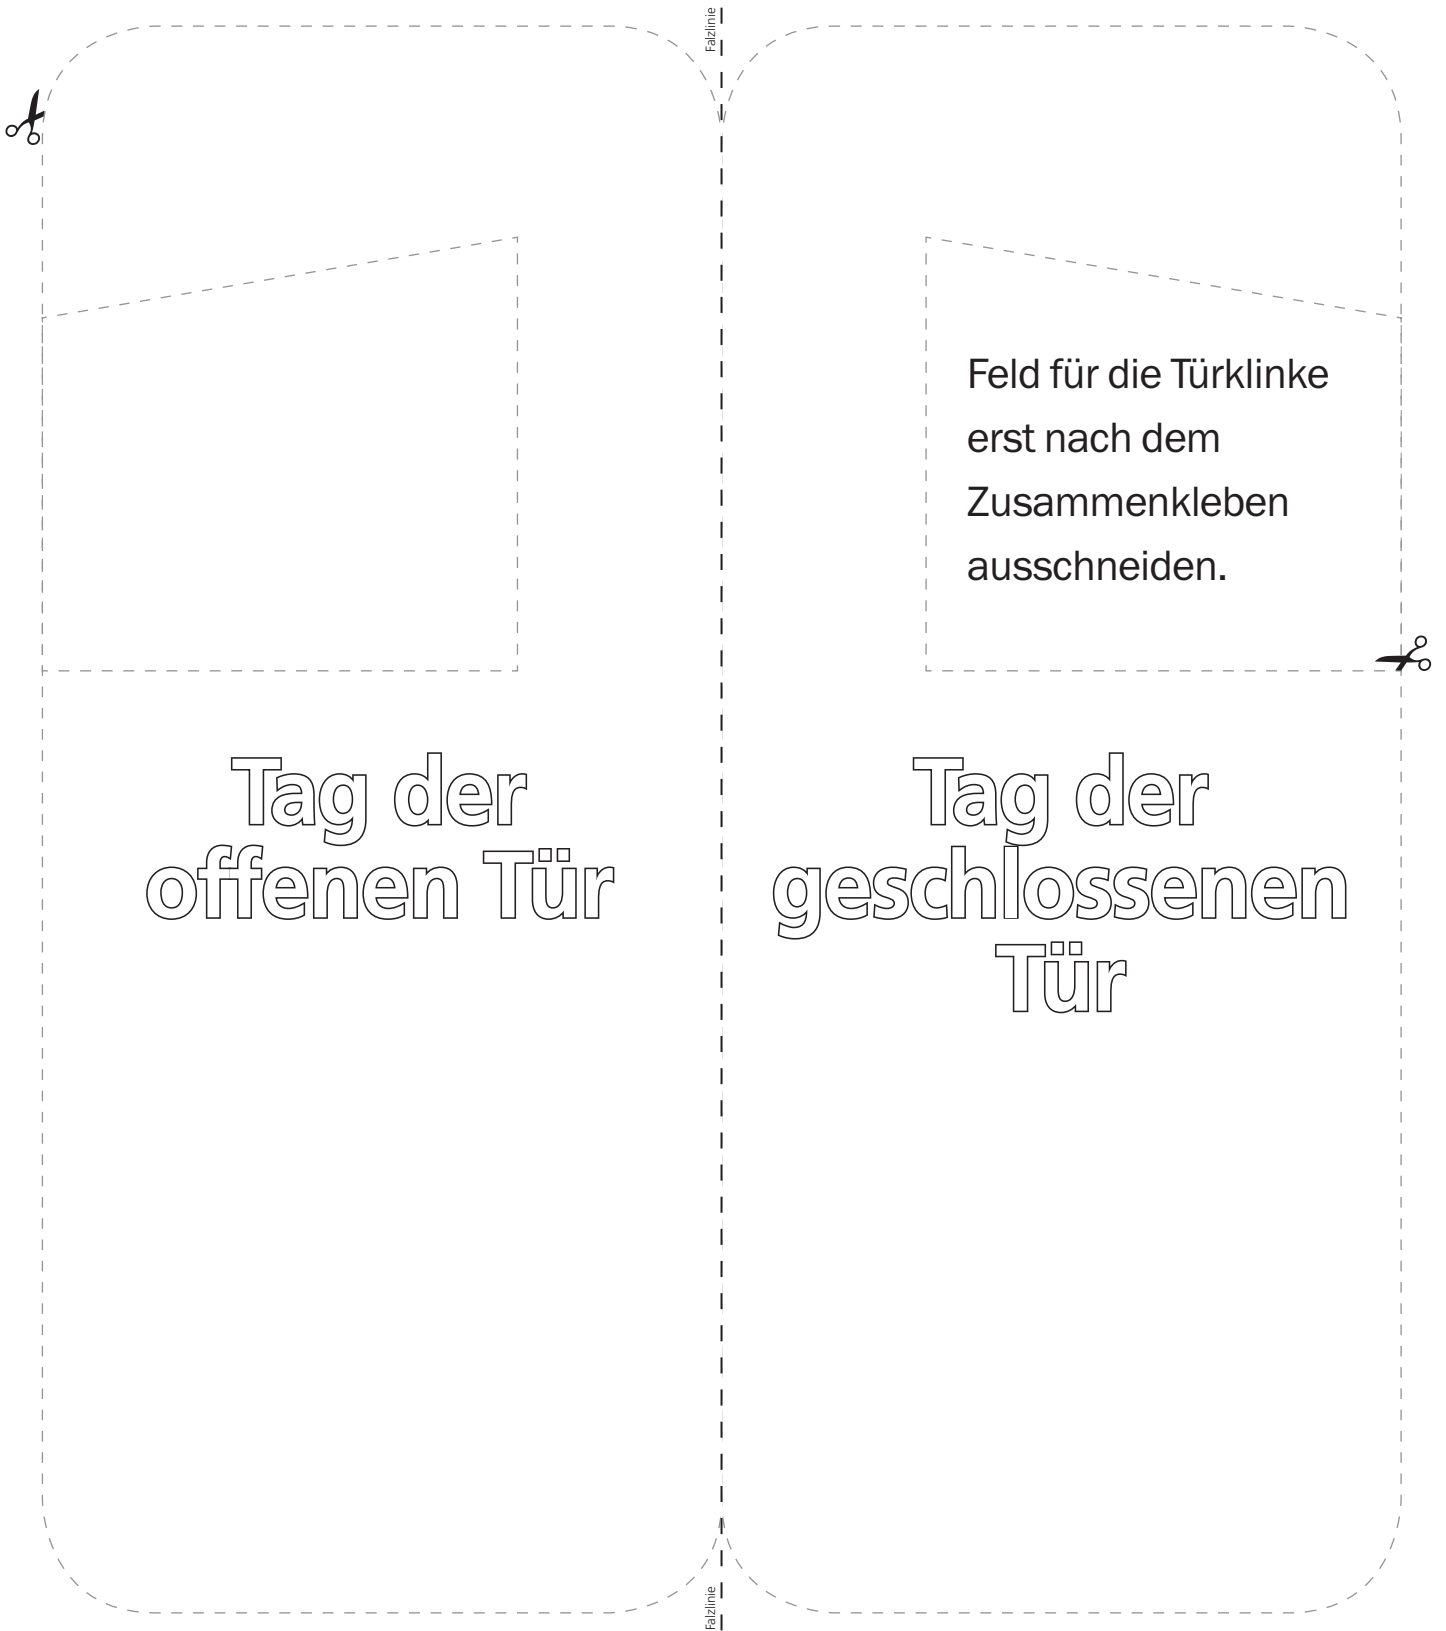 Falzlinie
Feld für die Türklinke
erst nach dem
Zusammenkleben
ausschneiden.
Tag der
offenen Tür
Tag der
geschlossenen
Tür
Falzlinie